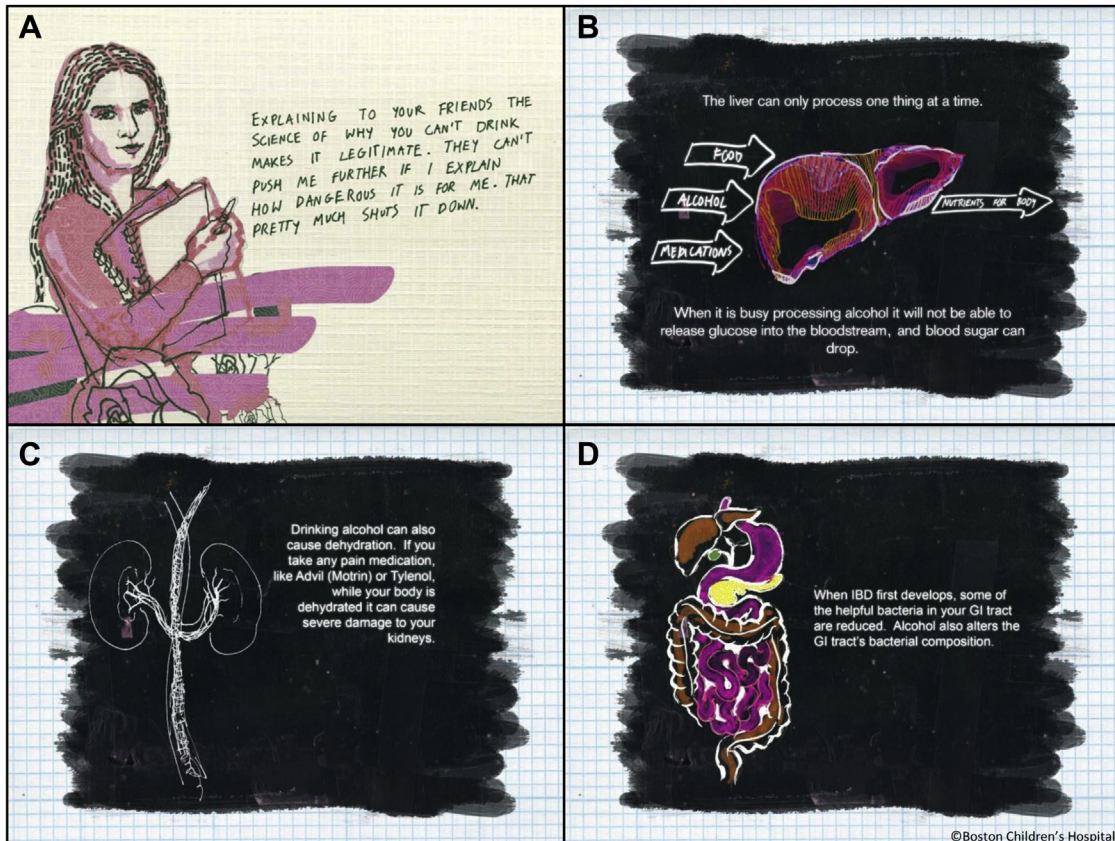 A
EXPLAINING TO YOUR FRIENDS THE
SCIENCE OF WHY YOU CAN'T DRINK
MAKES IT LEGITIMATE. THEY CAN'T
PUSH ME FURTHER IF I EXPLAIN
HOW DANGEROUS IT IS FOR ME. THAT
PRETTY MUCH SHUTS IT DOWN.
B
The liver can only process one thing at a time.
FOOD
ALCOHOL
MEDICATIONS
NUTRIENTS FOR BODY
When it is busy processing alcohol it will not be able to
release glucose into the bloodstream, and blood sugar can
drop.
C
Drinking alcohol can also
cause dehydration. If you
take any pain medication,
like Advil (Motrin) or Tylenol,
while your body is
dehydrated it can cause
severe damage to your
kidneys.
D
When IBD first develops, some of
the helpful bacteria in your GI tract
are reduced. Alcohol also alters the
GI tract's bacterial composition.
©Boston Children's Hospital